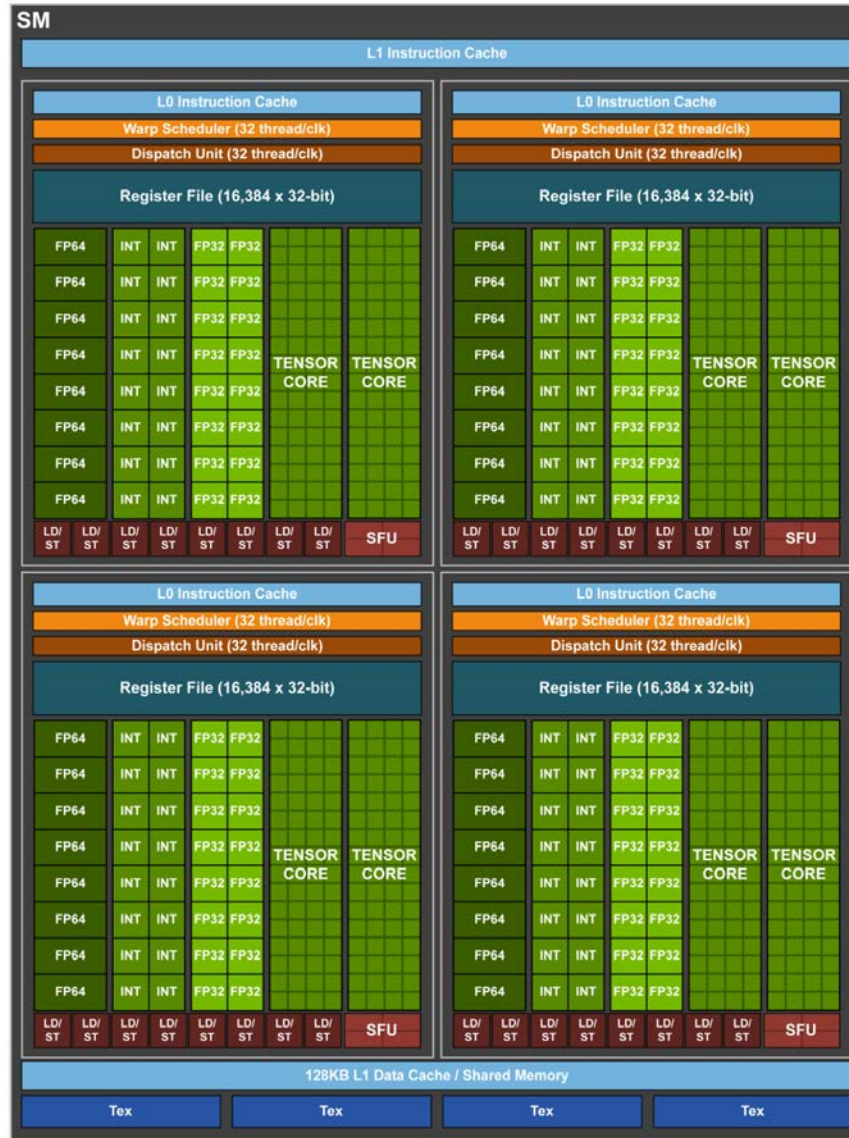 SM
L1 Instruction Cache
L0 Instruction Cache
Warp Scheduler (32 thread/clk)
Dispatch Unit (32 thread/clk)
Register File (16,384 x 32-bit)
FP64 INT INT FP32 FP32
FP64 INT INT FP32 FP32
FP64 INT INT FP32 FP32
FP64 INT INT FP32 FP32
TENSOR CORE TENSOR CORE
FP64 INT INT FP32 FP32
FP64 INT INT FP32 FP32
FP64 INT INT FP32 FP32
FP64 INT INT FP32 FP32
LD/ST LD/ST LD/ST LD/ST LD/ST LD/ST LD/ST LD/ST SFU
L0 Instruction Cache
Warp Scheduler (32 thread/clk)
Dispatch Unit (32 thread/clk)
Register File (16,384 x 32-bit)
FP64 INT INT FP32 FP32
FP64 INT INT FP32 FP32
FP64 INT INT FP32 FP32
FP64 INT INT FP32 FP32
TENSOR CORE TENSOR CORE
FP64 INT INT FP32 FP32
FP64 INT INT FP32 FP32
FP64 INT INT FP32 FP32
FP64 INT INT FP32 FP32
LD/ST LD/ST LD/ST LD/ST LD/ST LD/ST LD/ST LD/ST SFU
L0 Instruction Cache
Warp Scheduler (32 thread/clk)
Dispatch Unit (32 thread/clk)
Register File (16,384 x 32-bit)
FP64 INT INT FP32 FP32
FP64 INT INT FP32 FP32
FP64 INT INT FP32 FP32
FP64 INT INT FP32 FP32
TENSOR CORE TENSOR CORE
FP64 INT INT FP32 FP32
FP64 INT INT FP32 FP32
FP64 INT INT FP32 FP32
FP64 INT INT FP32 FP32
LD/ST LD/ST LD/ST LD/ST LD/ST LD/ST LD/ST LD/ST SFU
L0 Instruction Cache
Warp Scheduler (32 thread/clk)
Dispatch Unit (32 thread/clk)
Register File (16,384 x 32-bit)
FP64 INT INT FP32 FP32
FP64 INT INT FP32 FP32
FP64 INT INT FP32 FP32
FP64 INT INT FP32 FP32
TENSOR CORE TENSOR CORE
FP64 INT INT FP32 FP32
FP64 INT INT FP32 FP32
FP64 INT INT FP32 FP32
FP64 INT INT FP32 FP32
LD/ST LD/ST LD/ST LD/ST LD/ST LD/ST LD/ST LD/ST SFU
128KB L1 Data Cache / Shared Memory
Tex Tex Tex Tex